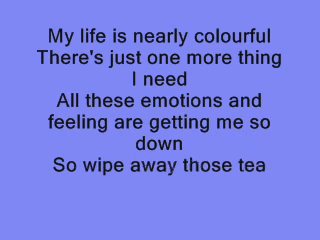 My life is nearly colourful
There's just one more thing
I need
All these emotions and
feeling are getting me so
down
So wipe away those tea